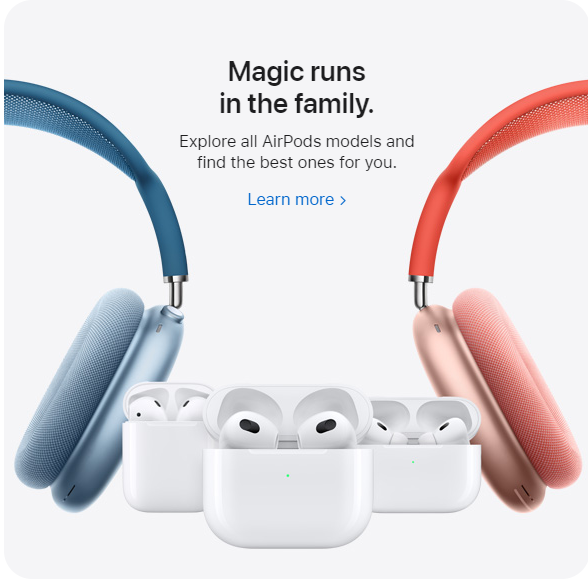 Magic runs
in the family.
Explore all AirPods models and
find the best ones for you.
Learn more >